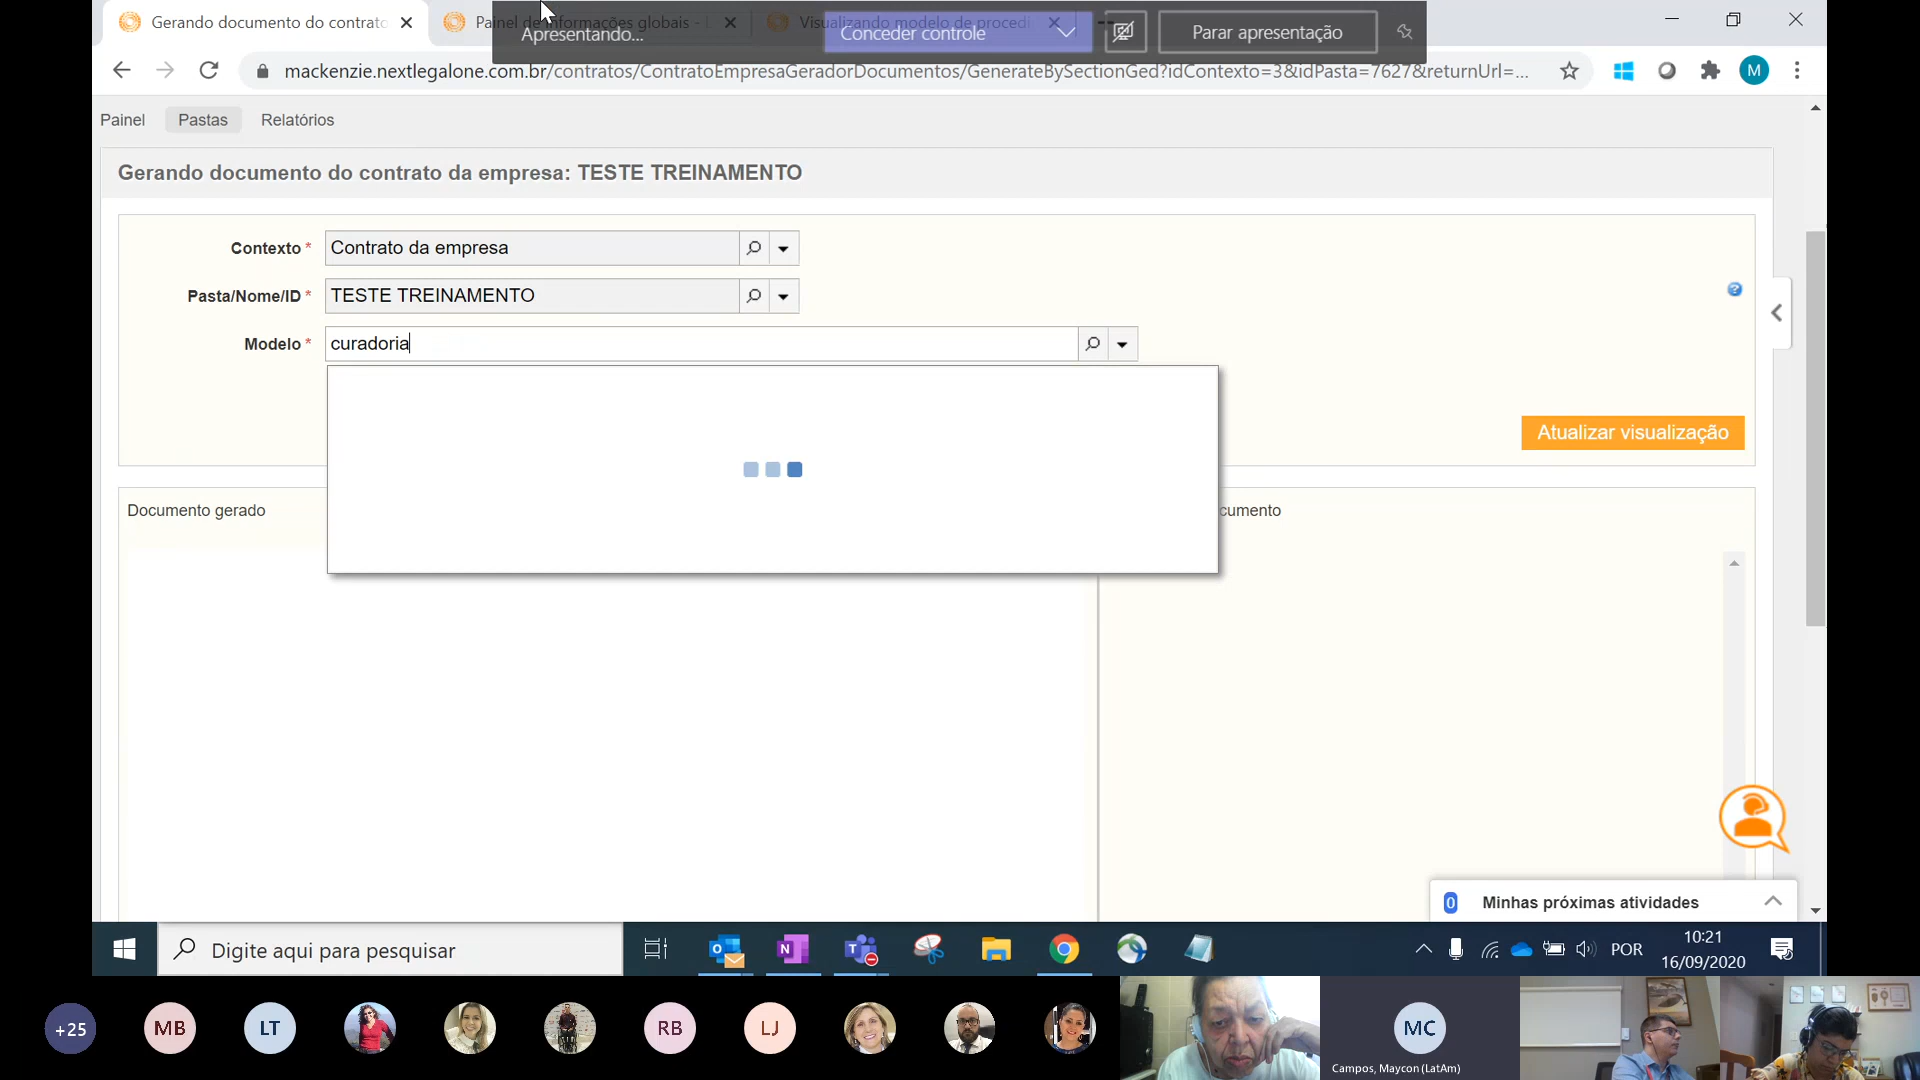 Gerando documento do contrato
Painel de Informações globais - L
Visualizando modelo de procedi
Apresentando...
Conceder controle
Parar apresentação
mackenzie.nextlegalone.com.br/contratos/ContratoEmpresaGeradorDocumentos/GenerateBySectionGed?idContexto=3&idPasta=7627&returnUrl=...
M
Painel Pastas Relatórios
Gerando documento do contrato da empresa: TESTE TREINAMENTO
Contexto * Contrato da empresa
Pasta/Nome/ID * TESTE TREINAMENTO
Modelo * curadoria
Atualizar visualização
Documento gerado
cumento
0 Minhas próximas atividades
Digite aqui para pesquisar
POR
10:21
16/09/2020
+25 MB LT RB LJ MC
Campos, Maycon (LatAm)